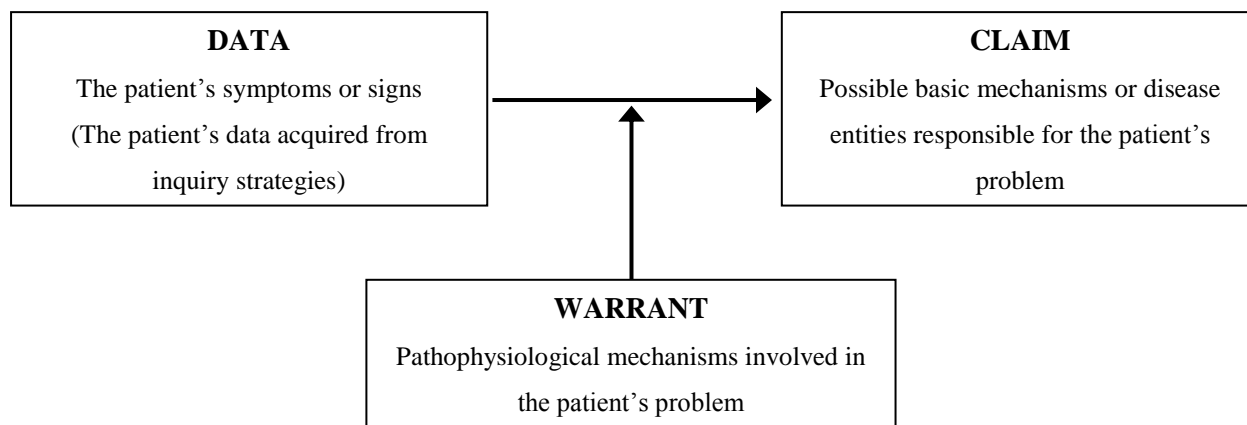 DATA
The patient’s symptoms or signs
(The patient’s data acquired from
inquiry strategies)
CLAIM
Possible basic mechanisms or disease
entities responsible for the patient’s
problem
WARRANT
Pathophysiological mechanisms involved in
the patient’s problem